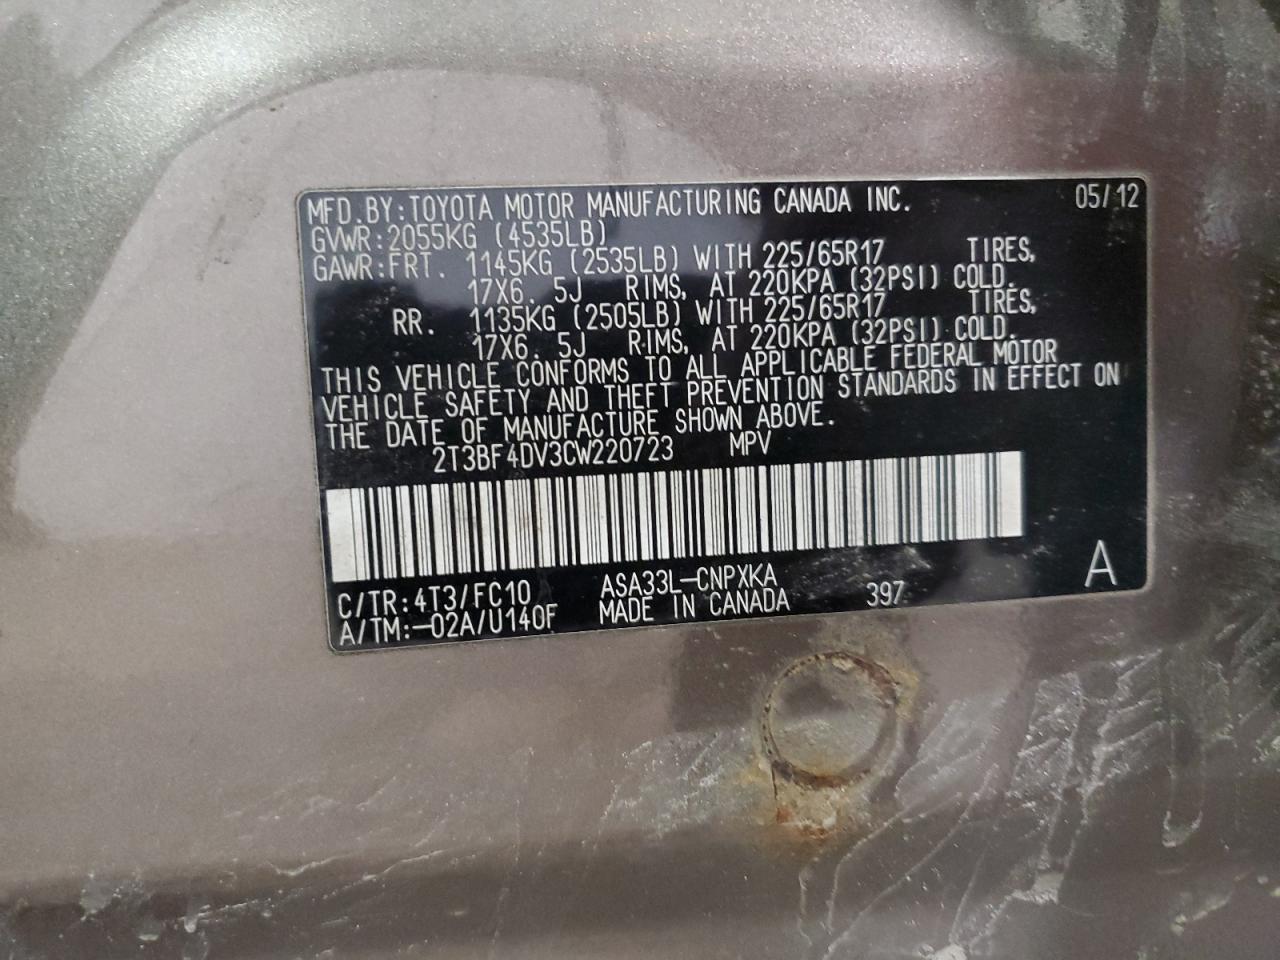 MFD.BY:TOYOTA MOTOR MANUFACTURING CANADA INC. 05/12
GVWR:2055KG (4535LB)
GAWR:FRT. 1145KG (2535LB) WITH 225/65R17 TIRES,
17X6.5J RIMS, AT 220KPA (32PSI) COLD.
RR. 1135KG (2505LB) WITH 225/65R17 TIRES,
17X6.5J RIMS, AT 220KPA (32PSI) COLD.
THIS VEHICLE CONFORMS TO ALL APPLICABLE FEDERAL MOTOR
VEHICLE SAFETY AND THEFT PREVENTION STANDARDS IN EFFECT ON
THE DATE OF MANUFACTURE SHOWN ABOVE.
2T3BF4DV3CW220723 MPV
C/TR:4T3/FC10 ASA33L-CNPXKA
A/TM:-02A/U140F MADE IN CANADA 397 A